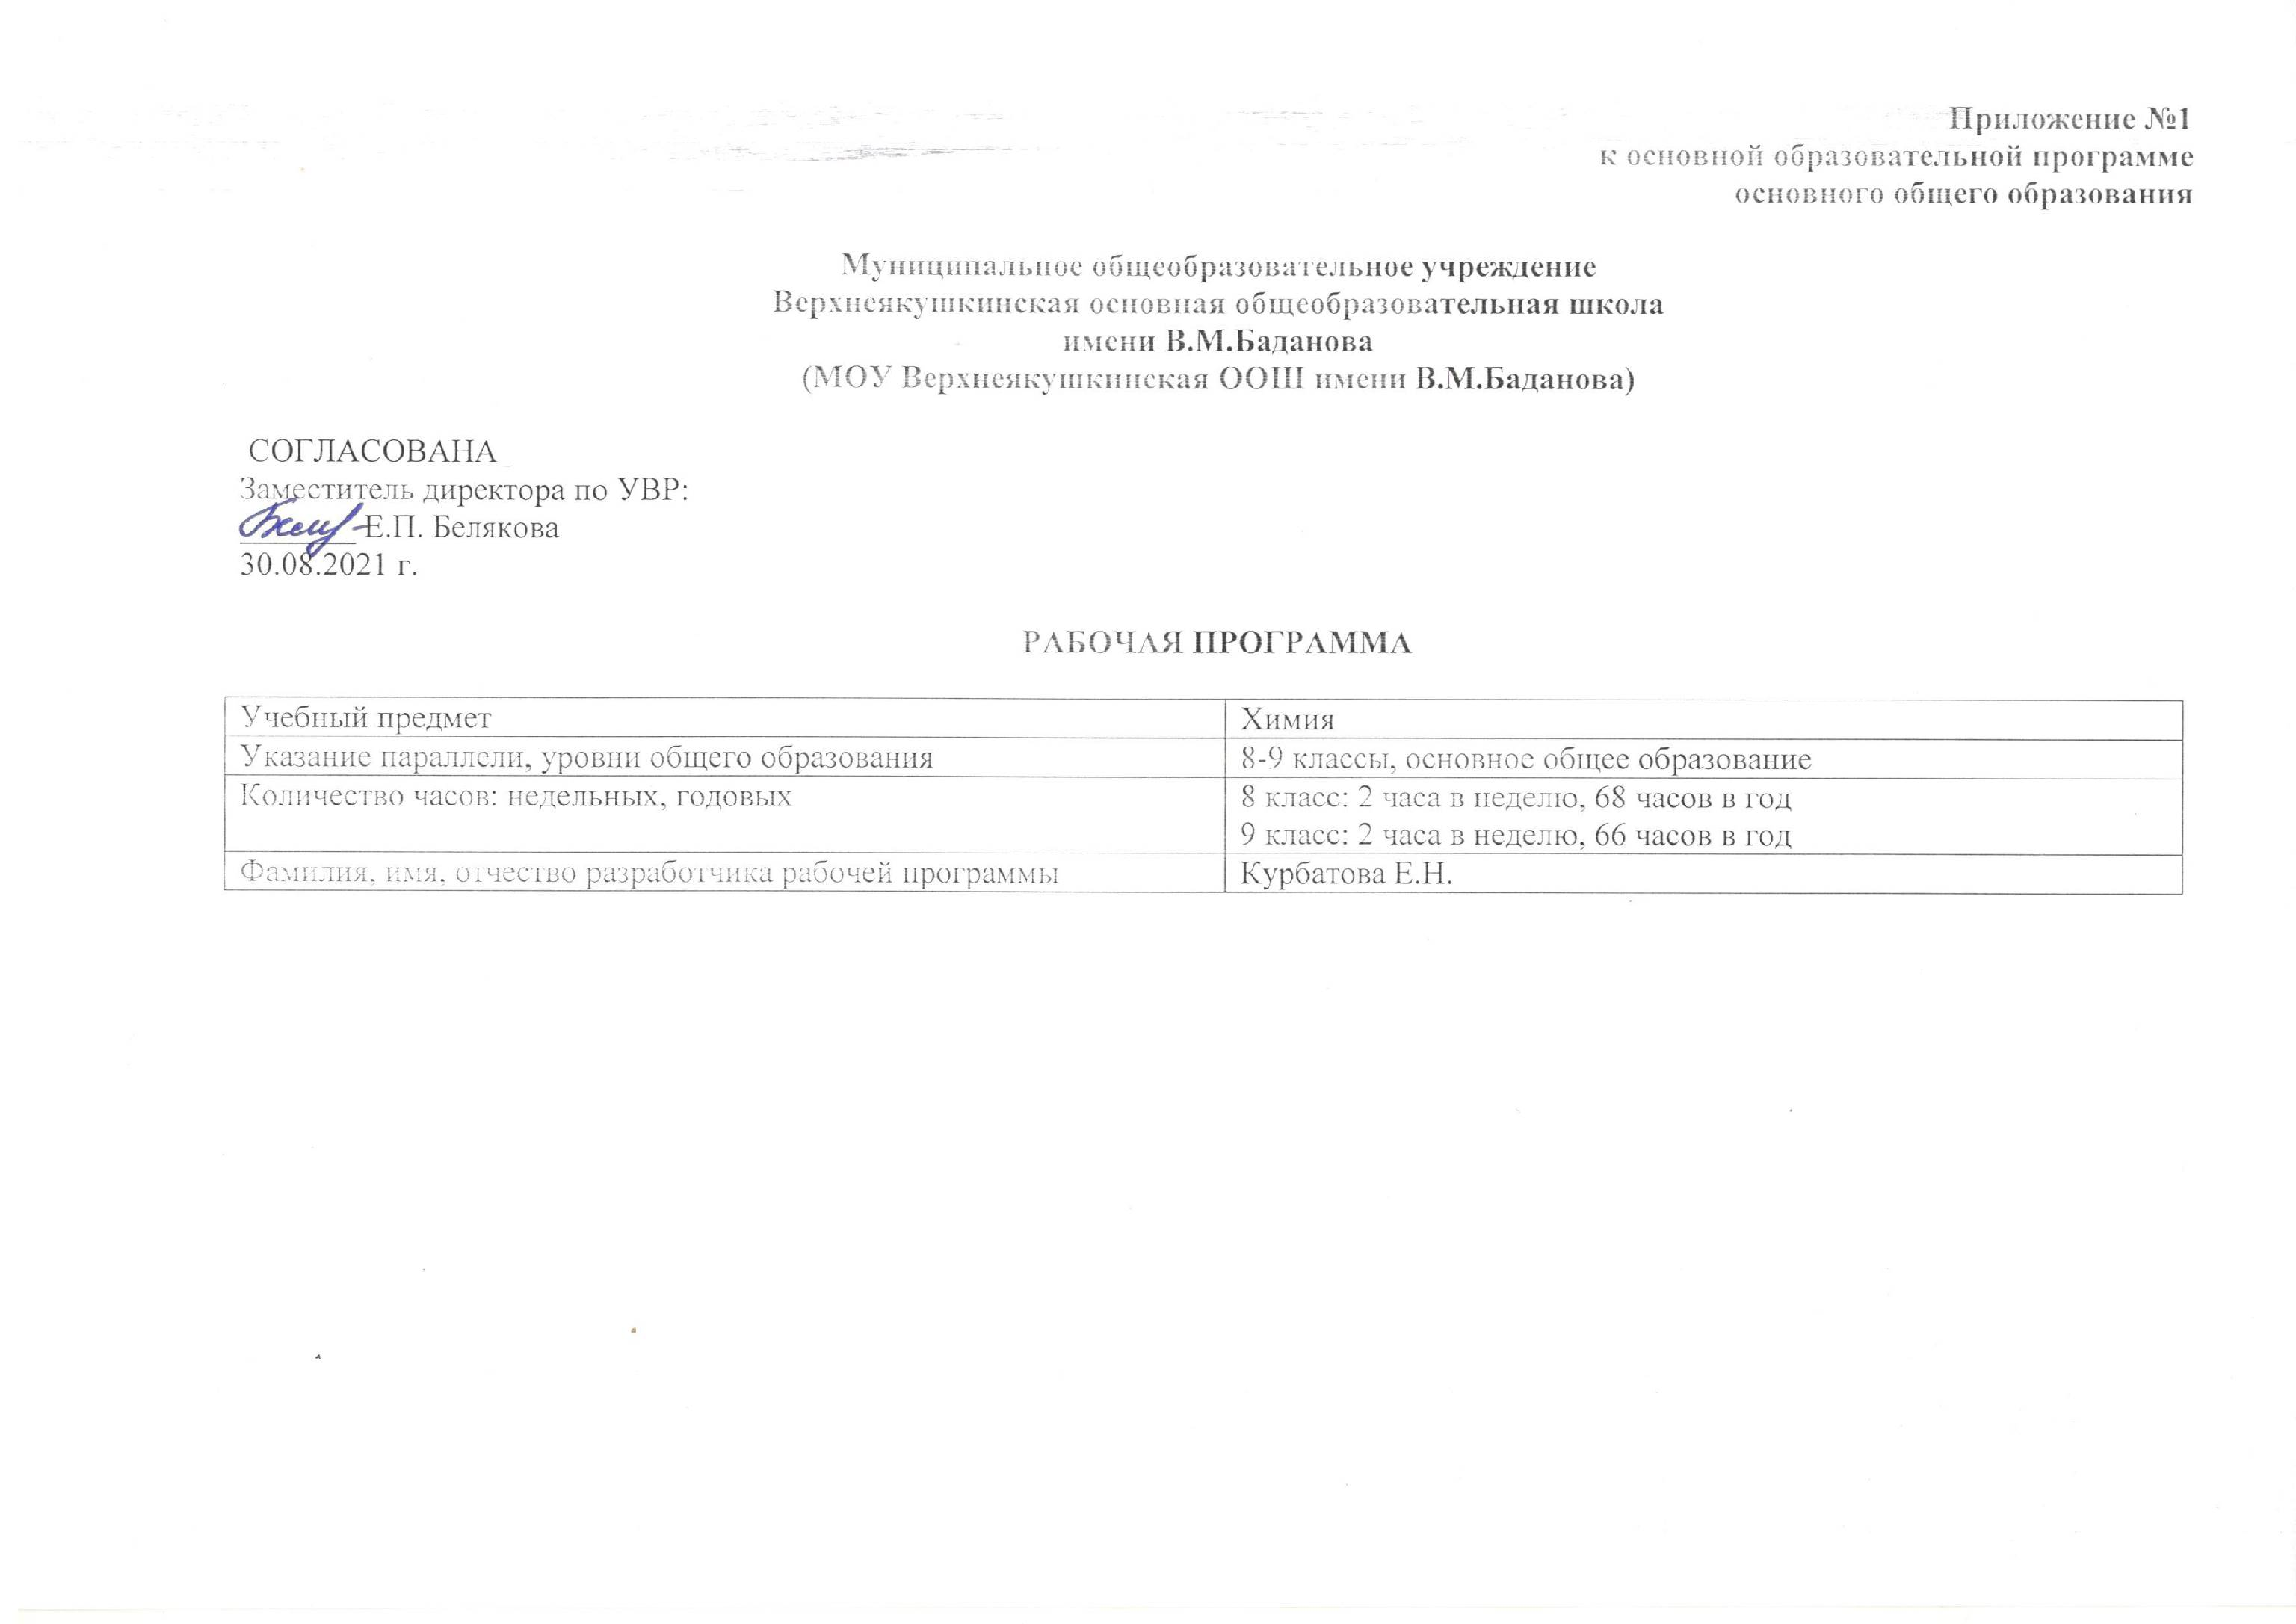 Приложение №1
к основной образовательной программе
основного общего образования
Муниципальное общеобразовательное учреждение
Верхнеякушкинская основная общеобразовательная школа
имени В.М.Баданова
(МОУ Верхнеякушкинская ООШ имени В.М.Баданова)
СОГЛАСОВАНА
Заместитель директора по УВР:
Е.П. Белякова
30.08.2021 г.
РАБОЧАЯ ПРОГРАММА
Учебный предмет Химия
Указание параллели, уровни общего образования 8-9 классы, основное общее образование
Количество часов: недельных, годовых 8 класс: 2 часа в неделю, 68 часов в год
9 класс: 2 часа в неделю, 66 часов в год
Фамилия, имя, отчество разработчика рабочей программы Курбатова Е.Н.